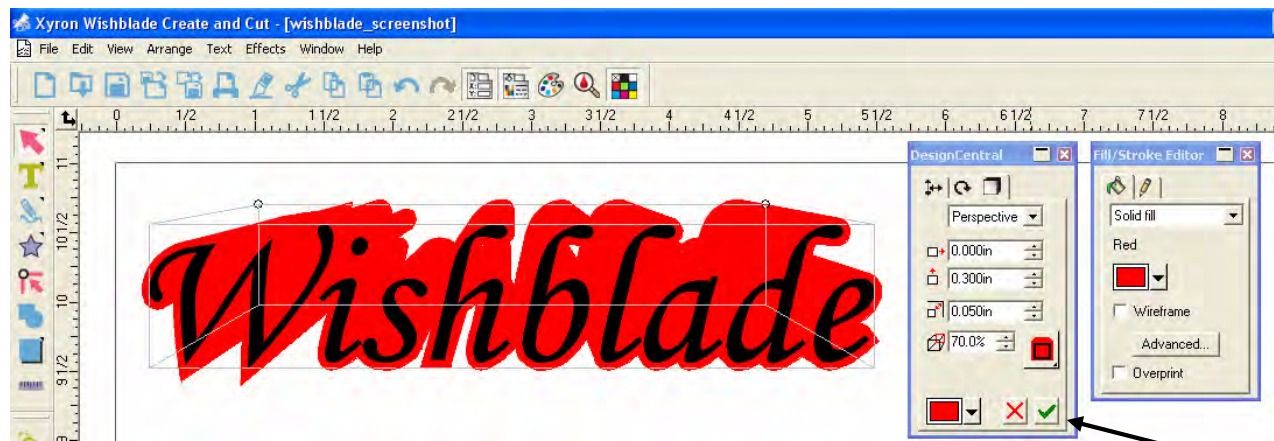 Xyron Wishblade Create and Cut - [wishblade_screenshot]
File Edit View Arrange Text Effects Window Help
0 1/2 1 1 1/2 2 2 1/2 3 3 1/2 4 4 1/2 5 5 1/2 6 6 1/2 7 7 1/2 8
11
10 1/2
10
9 1/2
9
Wishblade
DesignCentral
Perspective
0.000in
0.300in
0.050in
70.0%
Fill/Stroke Editor
Solid fill
Red
Wireframe
Advanced...
Overprint